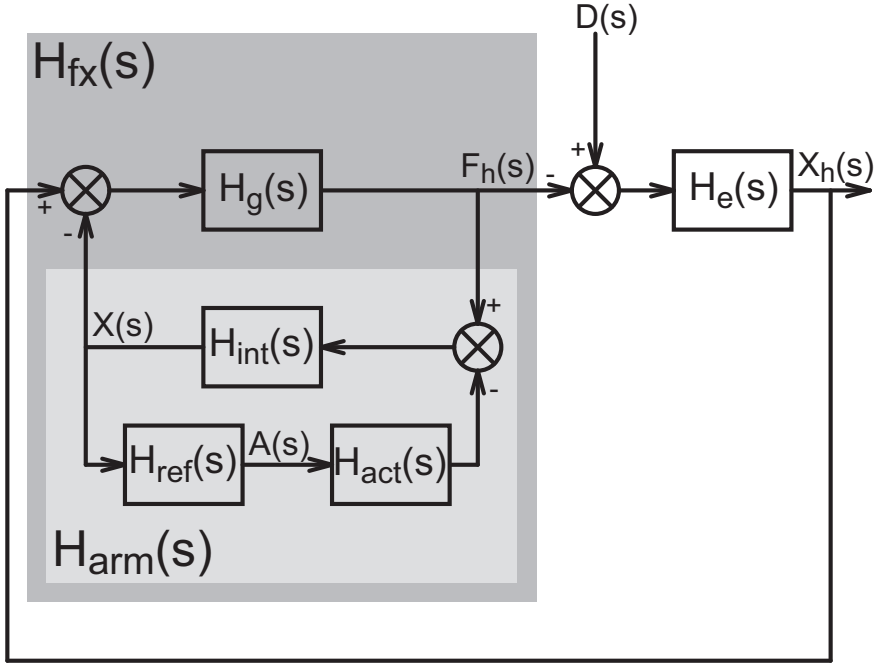 D(s)
H_fx(s)
+
F_h(s)
-
X_h(s)
H_g(s)
H_e(s)
+
-
X(s)
+
H_int(s)
-
A(s)
H_ref(s)
H_act(s)
H_arm(s)